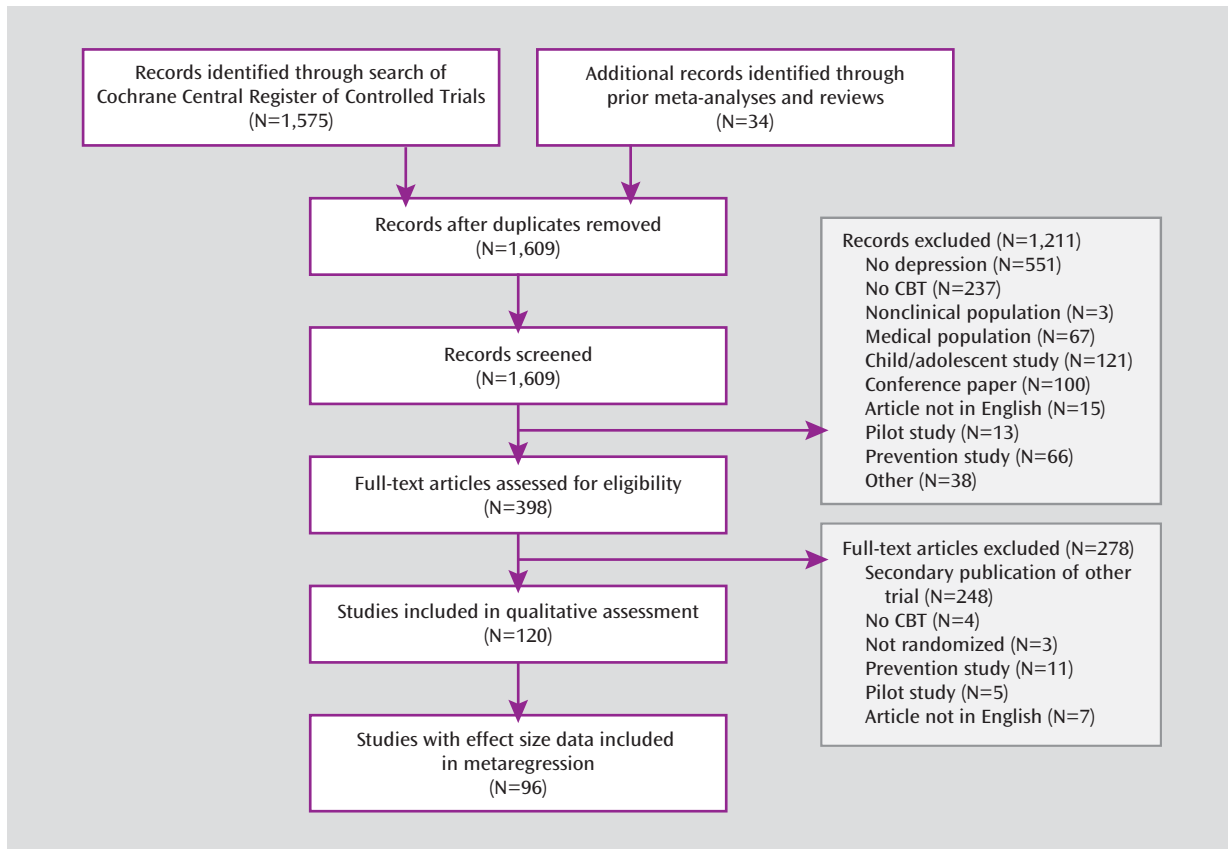 Records identified through search of
Cochrane Central Register of Controlled Trials
(N=1,575)
Additional records identified through
prior meta-analyses and reviews
(N=34)
Records after duplicates removed
(N=1,609)
Records screened
(N=1,609)
Records excluded (N=1,211)
No depression (N=551)
No CBT (N=237)
Nonclinical population (N=3)
Medical population (N=67)
Child/adolescent study (N=121)
Conference paper (N=100)
Article not in English (N=15)
Pilot study (N=13)
Prevention study (N=66)
Other (N=38)
Full-text articles assessed for eligibility
(N=398)
Full-text articles excluded (N=278)
Secondary publication of other
trial (N=248)
No CBT (N=4)
Not randomized (N=3)
Prevention study (N=11)
Pilot study (N=5)
Article not in English (N=7)
Studies included in qualitative assessment
(N=120)
Studies with effect size data included
in metaregression
(N=96)